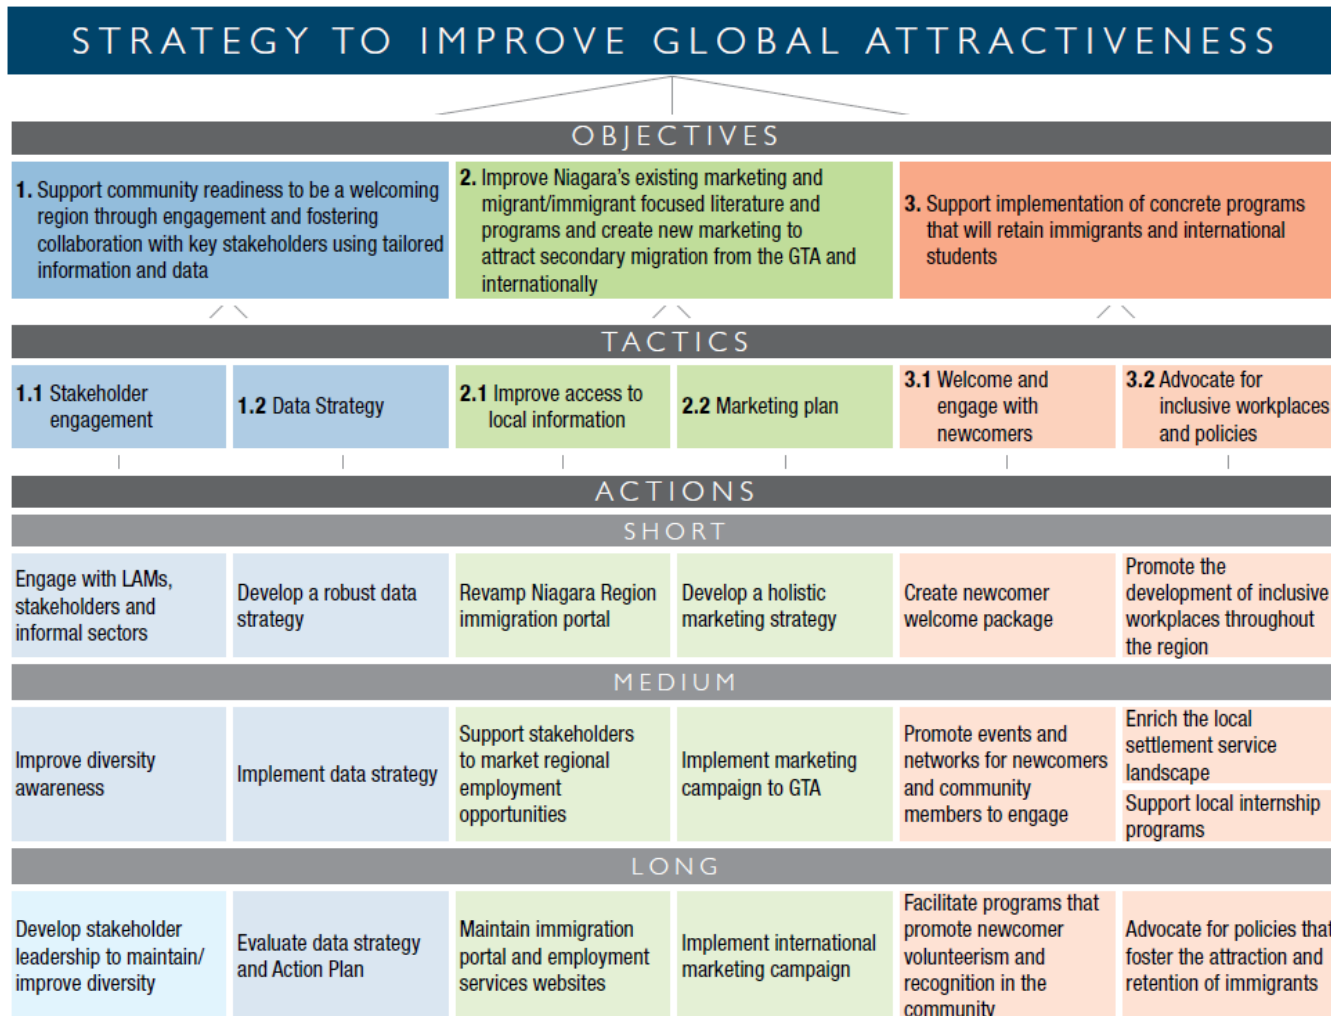 STRATEGY TO IMPROVE GLOBAL ATTRACTIVENESS
OBJECTIVES
1. Support community readiness to be a welcoming
region through engagement and fostering
collaboration with key stakeholders using tailored
information and data
2. Improve Niagara's existing marketing and
migrant/immigrant focused literature and
programs and create new marketing to
attract secondary migration from the GTA and
internationally
3. Support implementation of concrete programs
that will retain immigrants and international
students
TACTICS
1.1 Stakeholder
engagement
1.2 Data Strategy
2.1 Improve access to
local information
2.2 Marketing plan
3.1 Welcome and
engage with
newcomers
3.2 Advocate for
inclusive workplaces
and policies
ACTIONS
SHORT
Engage with LAMs,
stakeholders and
informal sectors
Develop a robust data
strategy
Revamp Niagara Region
immigration portal
Develop a holistic
marketing strategy
Create newcomer
welcome package
Promote the
development of inclusive
workplaces throughout
the region
MEDIUM
Improve diversity
awareness
Implement data strategy
Support stakeholders
to market regional
employment
opportunities
Implement marketing
campaign to GTA
Promote events and
networks for newcomers
and community
members to engage
Enrich the local
settlement service
landscape
Support local internship
programs
LONG
Develop stakeholder
leadership to maintain/
improve diversity
Evaluate data strategy
and Action Plan
Maintain immigration
portal and employment
services websites
Implement international
marketing campaign
Facilitate programs that
promote newcomer
volunteerism and
recognition in the
community
Advocate for policies that
foster the attraction and
retention of immigrants